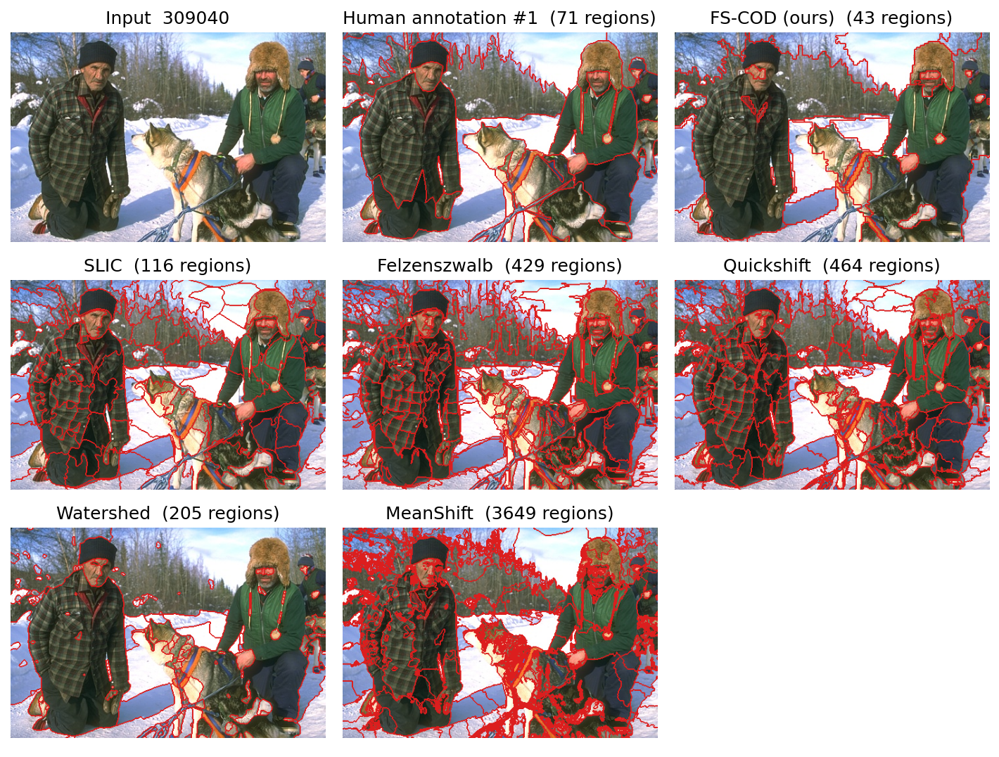 Input  309040
Human annotation #1  (71 regions)
FS-COD (ours)  (43 regions)
SLIC  (116 regions)
Felzenszwalb  (429 regions)
Quickshift  (464 regions)
Watershed  (205 regions)
MeanShift  (3649 regions)